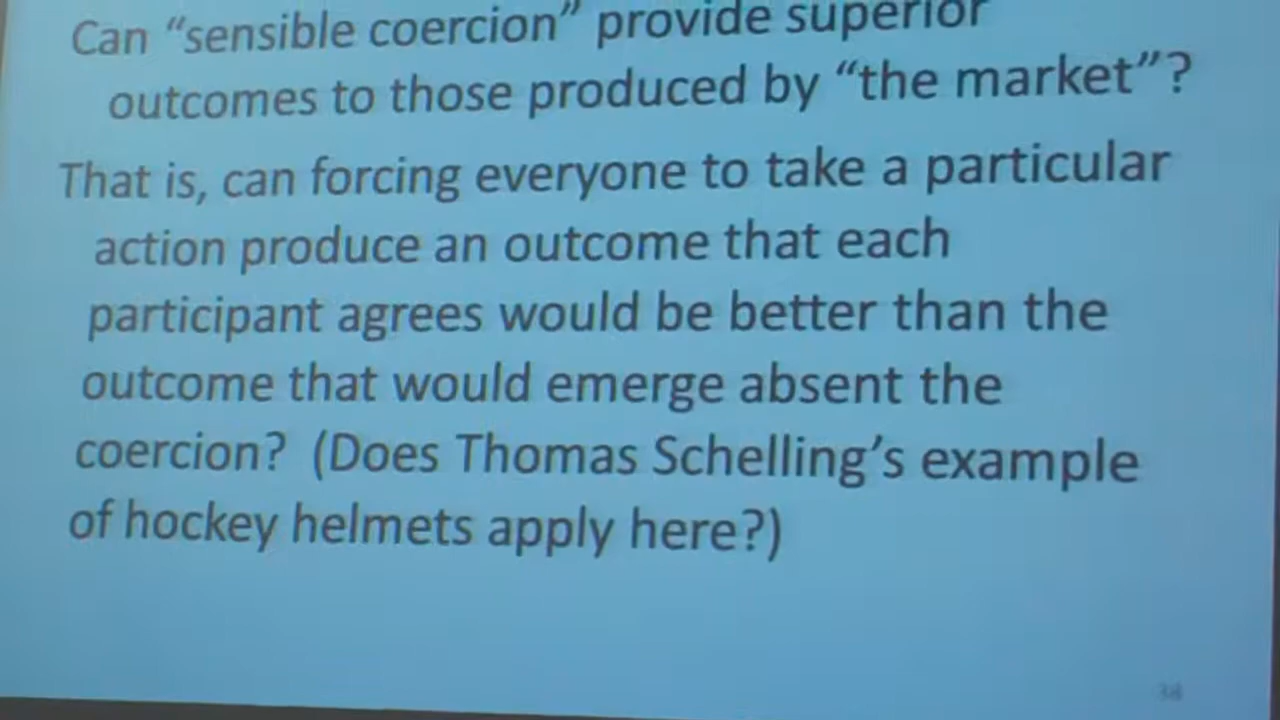 Can “sensible coercion” provide superior
outcomes to those produced by “the market”?
That is, can forcing everyone to take a particular
action produce an outcome that each
participant agrees would be better than the
outcome that would emerge absent the
coercion? (Does Thomas Schelling’s example
of hockey helmets apply here?)
38